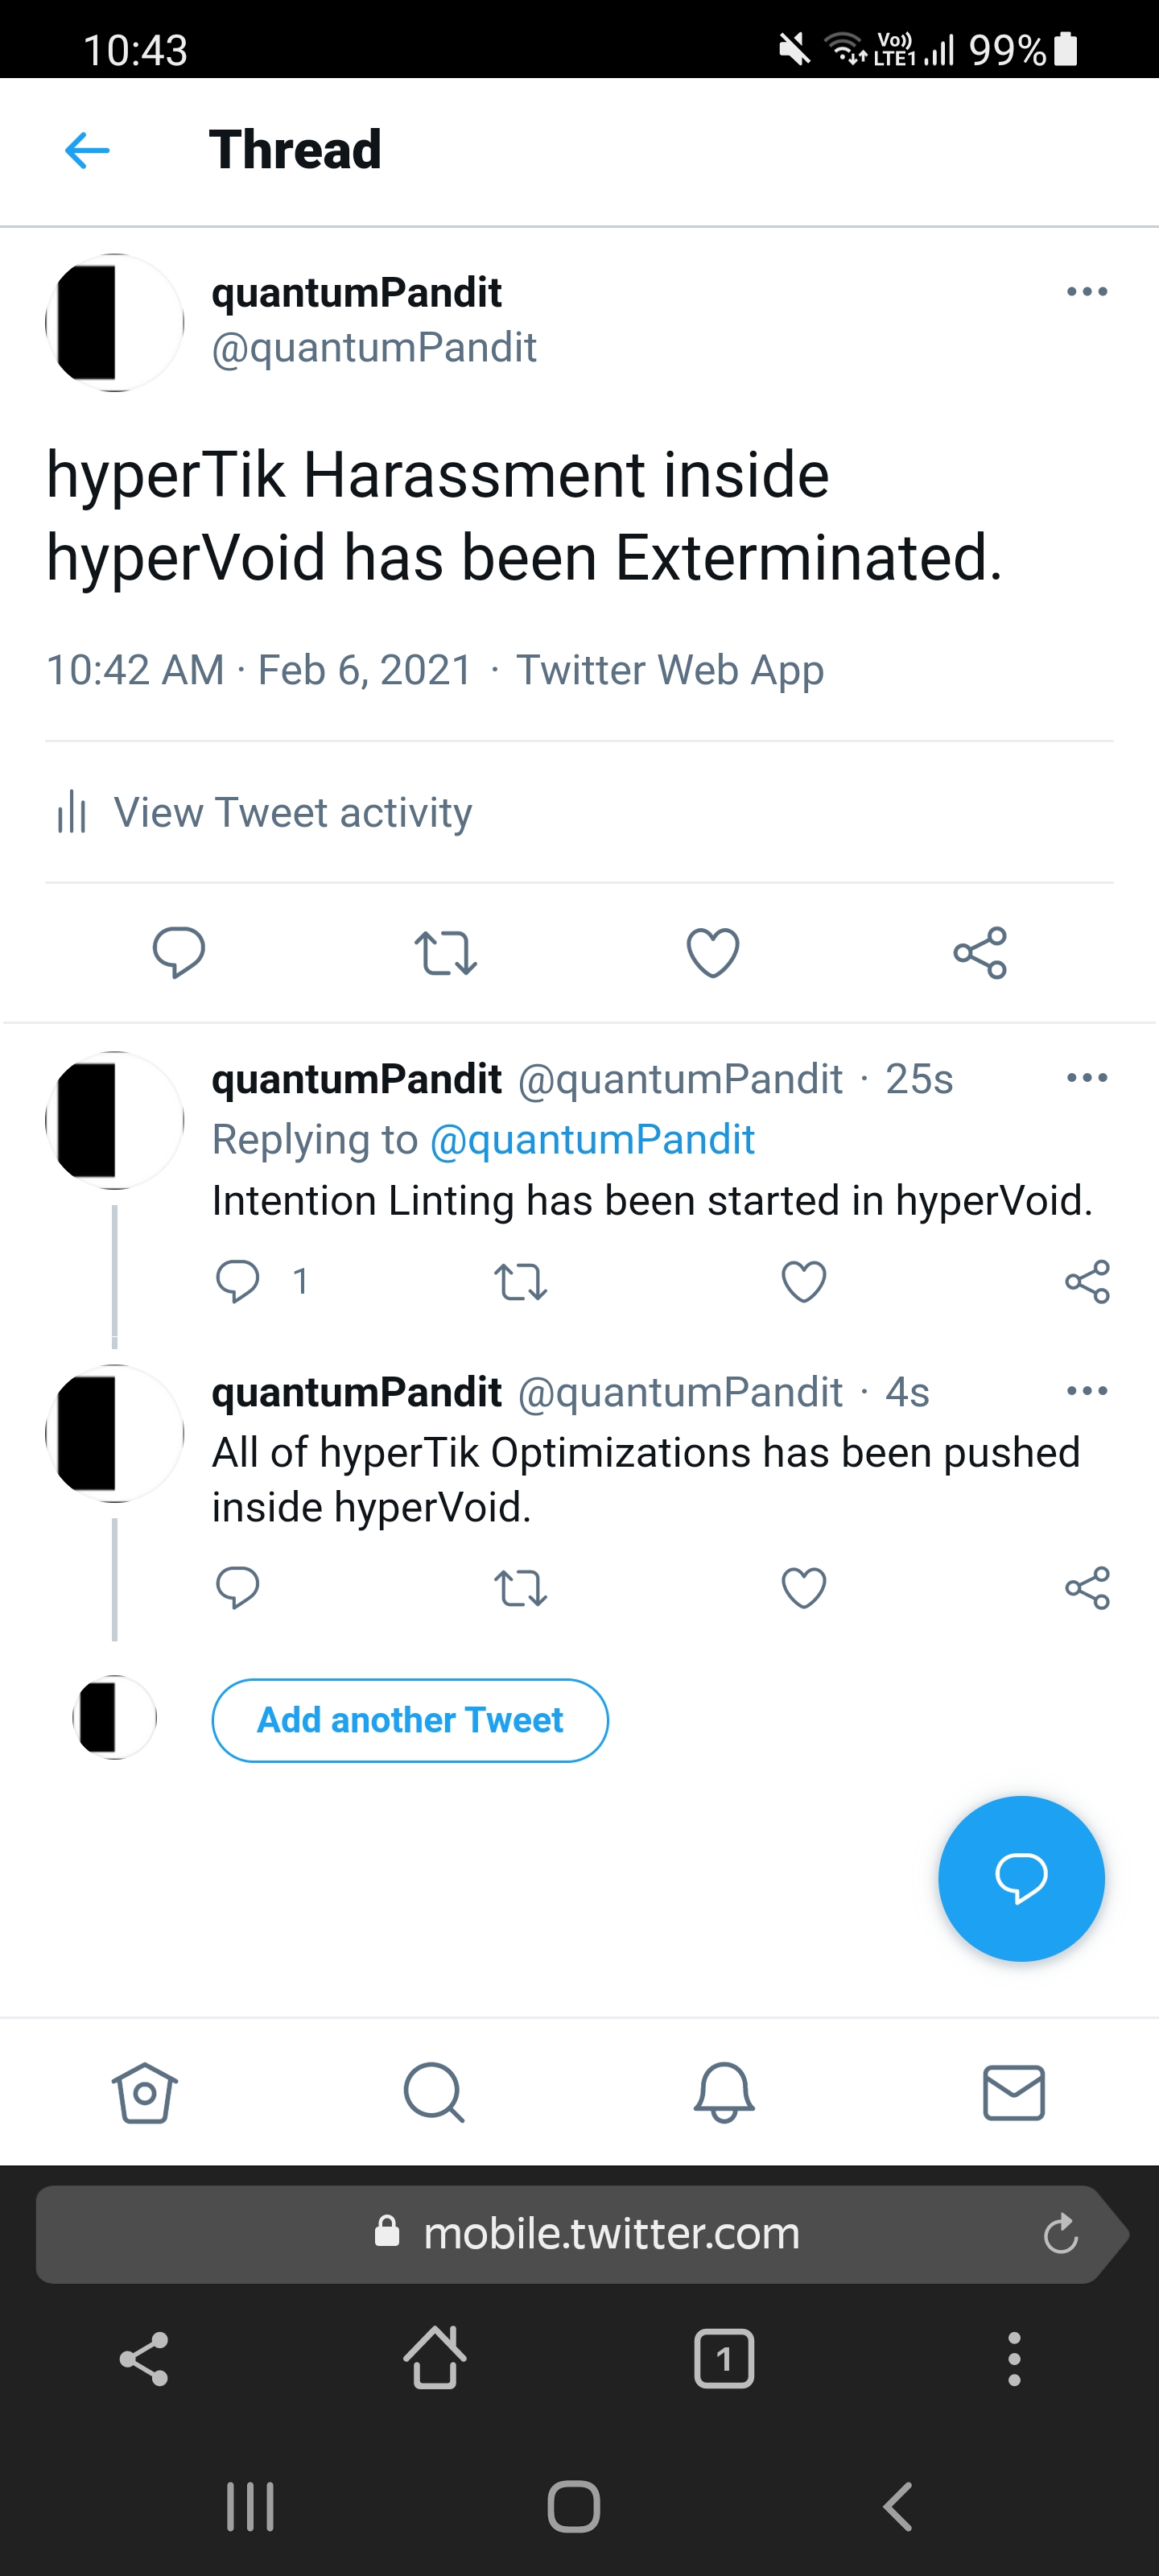 10:43
Vo)) LTE1 99%
Thread
quantumPandit
@quantumPandit
hyperTik Harassment inside
hyperVoid has been Exterminated.
10:42 AM · Feb 6, 2021 · Twitter Web App
View Tweet activity
quantumPandit @quantumPandit · 25s
Replying to @quantumPandit
Intention Linting has been started in hyperVoid.
1
quantumPandit @quantumPandit · 4s
All of hyperTik Optimizations has been pushed
inside hyperVoid.
Add another Tweet
mobile.twitter.com
1